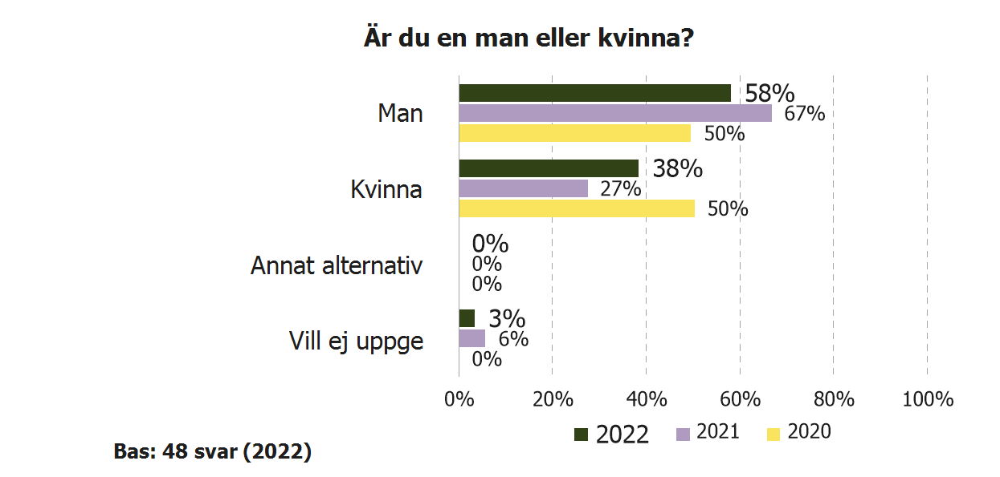 Är du en man eller kvinna?
Man
58%
67%
50%
Kvinna
38%
27%
50%
Annat alternativ
0%
0%
0%
Vill ej uppge
3%
6%
0%
0% 20% 40% 60% 80% 100%
2022 2021 2020
Bas: 48 svar (2022)